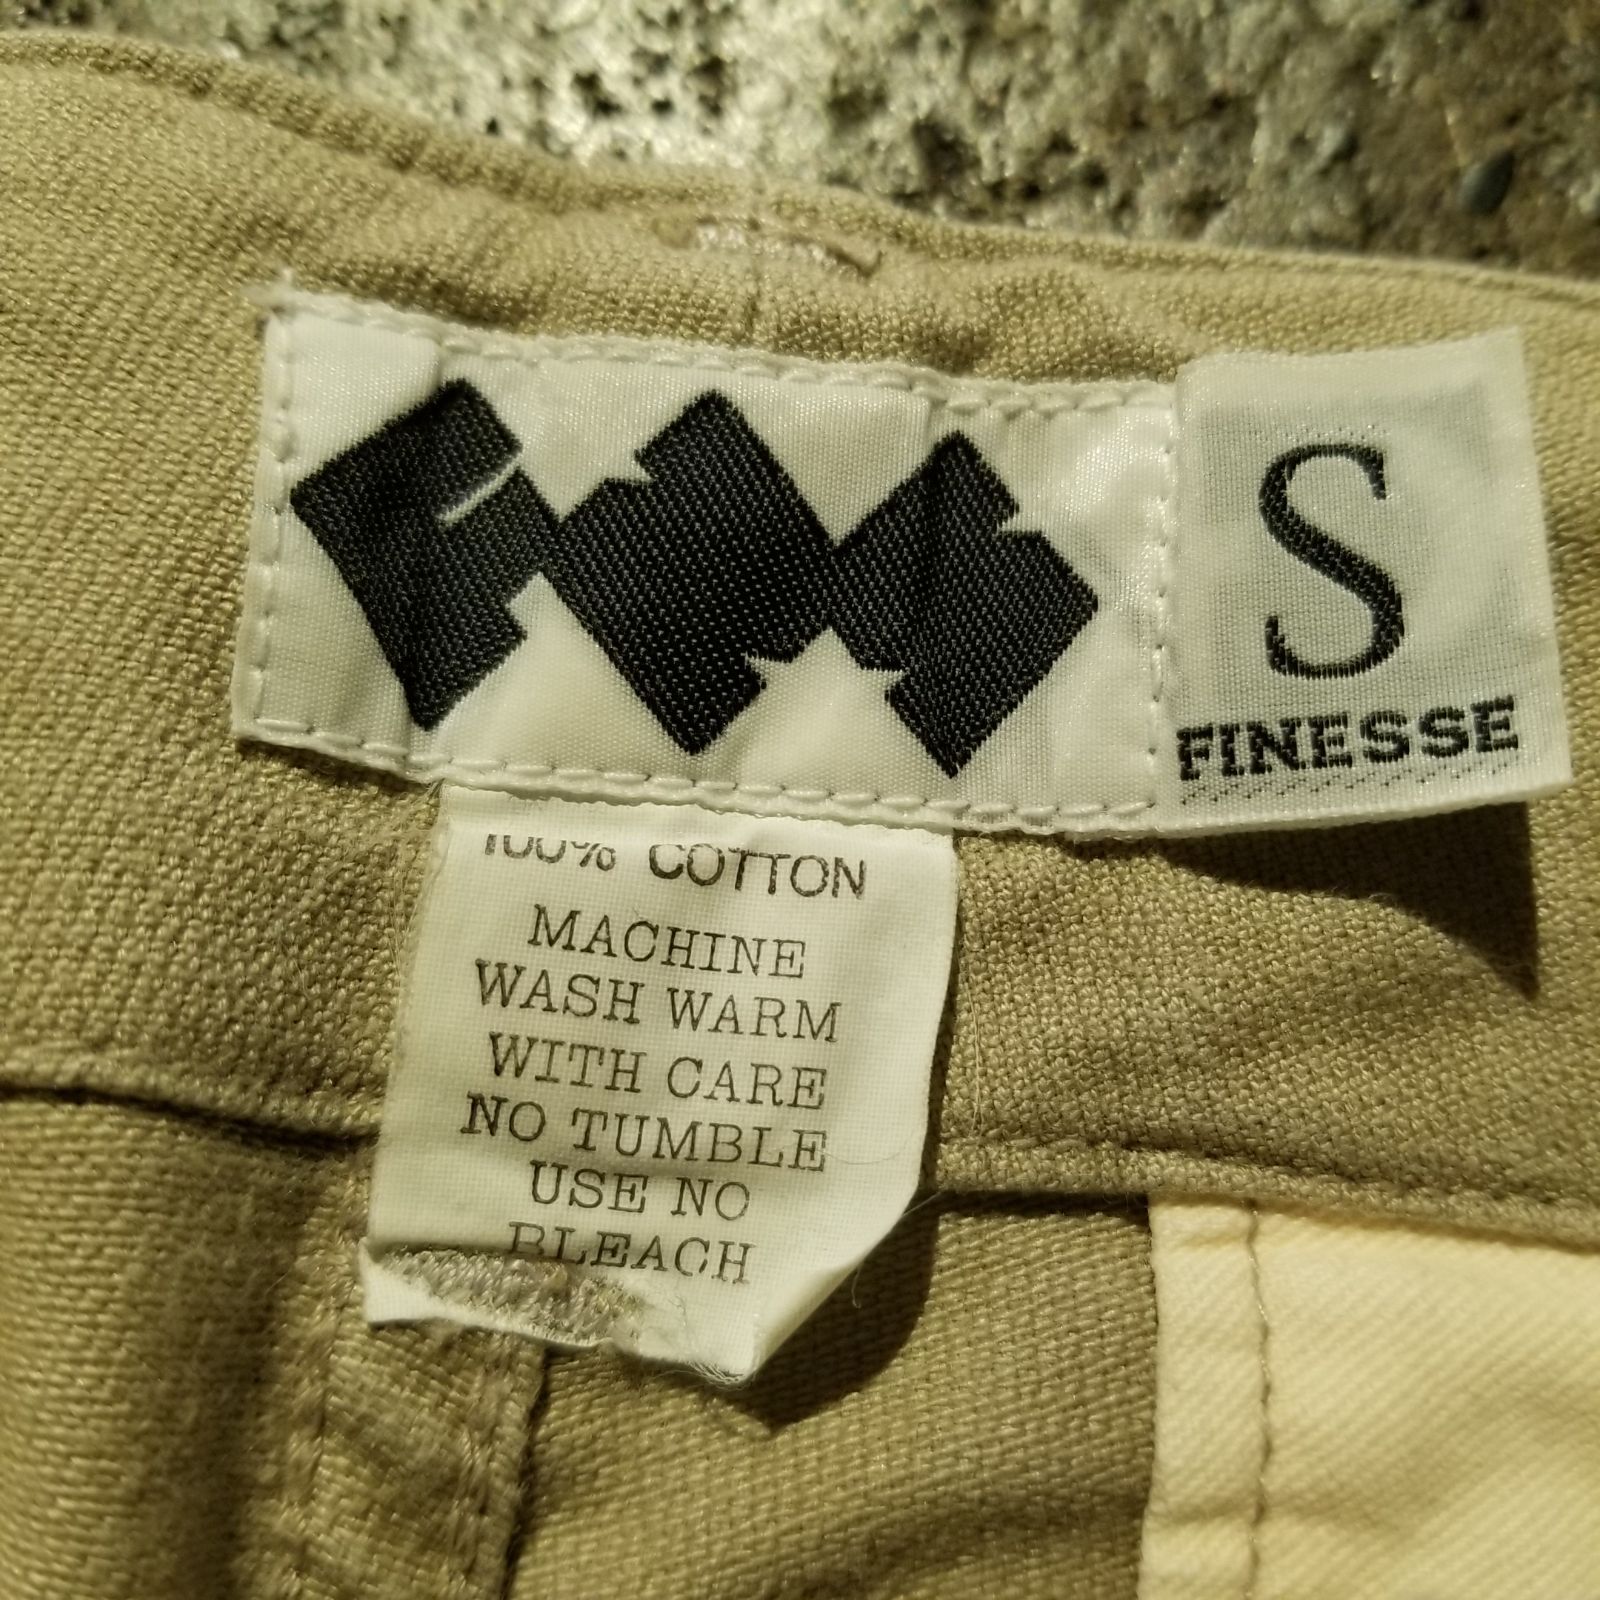 S
FINESSE
100% COTTON
MACHINE
WASH WARM
WITH CARE
NO TUMBLE
USE NO
BLEACH